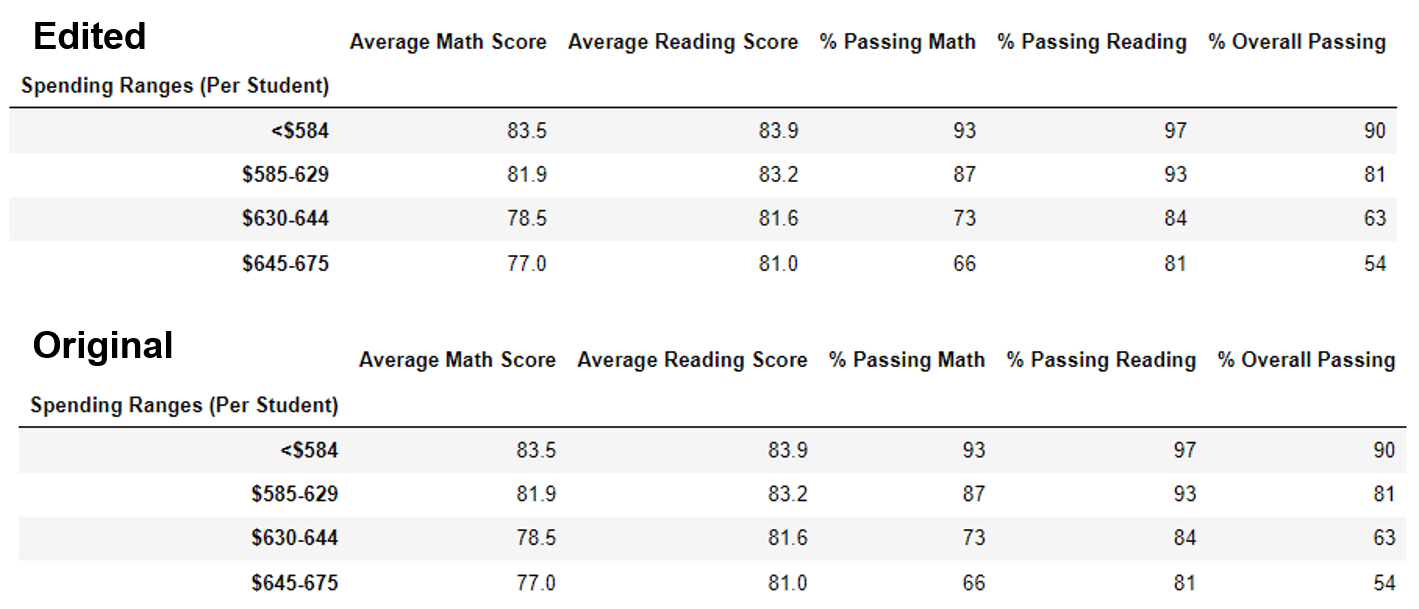 Edited
Average Math Score Average Reading Score % Passing Math % Passing Reading % Overall Passing
Spending Ranges (Per Student)
<$584 83.5 83.9 93 97 90
$585-629 81.9 83.2 87 93 81
$630-644 78.5 81.6 73 84 63
$645-675 77.0 81.0 66 81 54
Original
Average Math Score Average Reading Score % Passing Math % Passing Reading % Overall Passing
Spending Ranges (Per Student)
<$584 83.5 83.9 93 97 90
$585-629 81.9 83.2 87 93 81
$630-644 78.5 81.6 73 84 63
$645-675 77.0 81.0 66 81 54